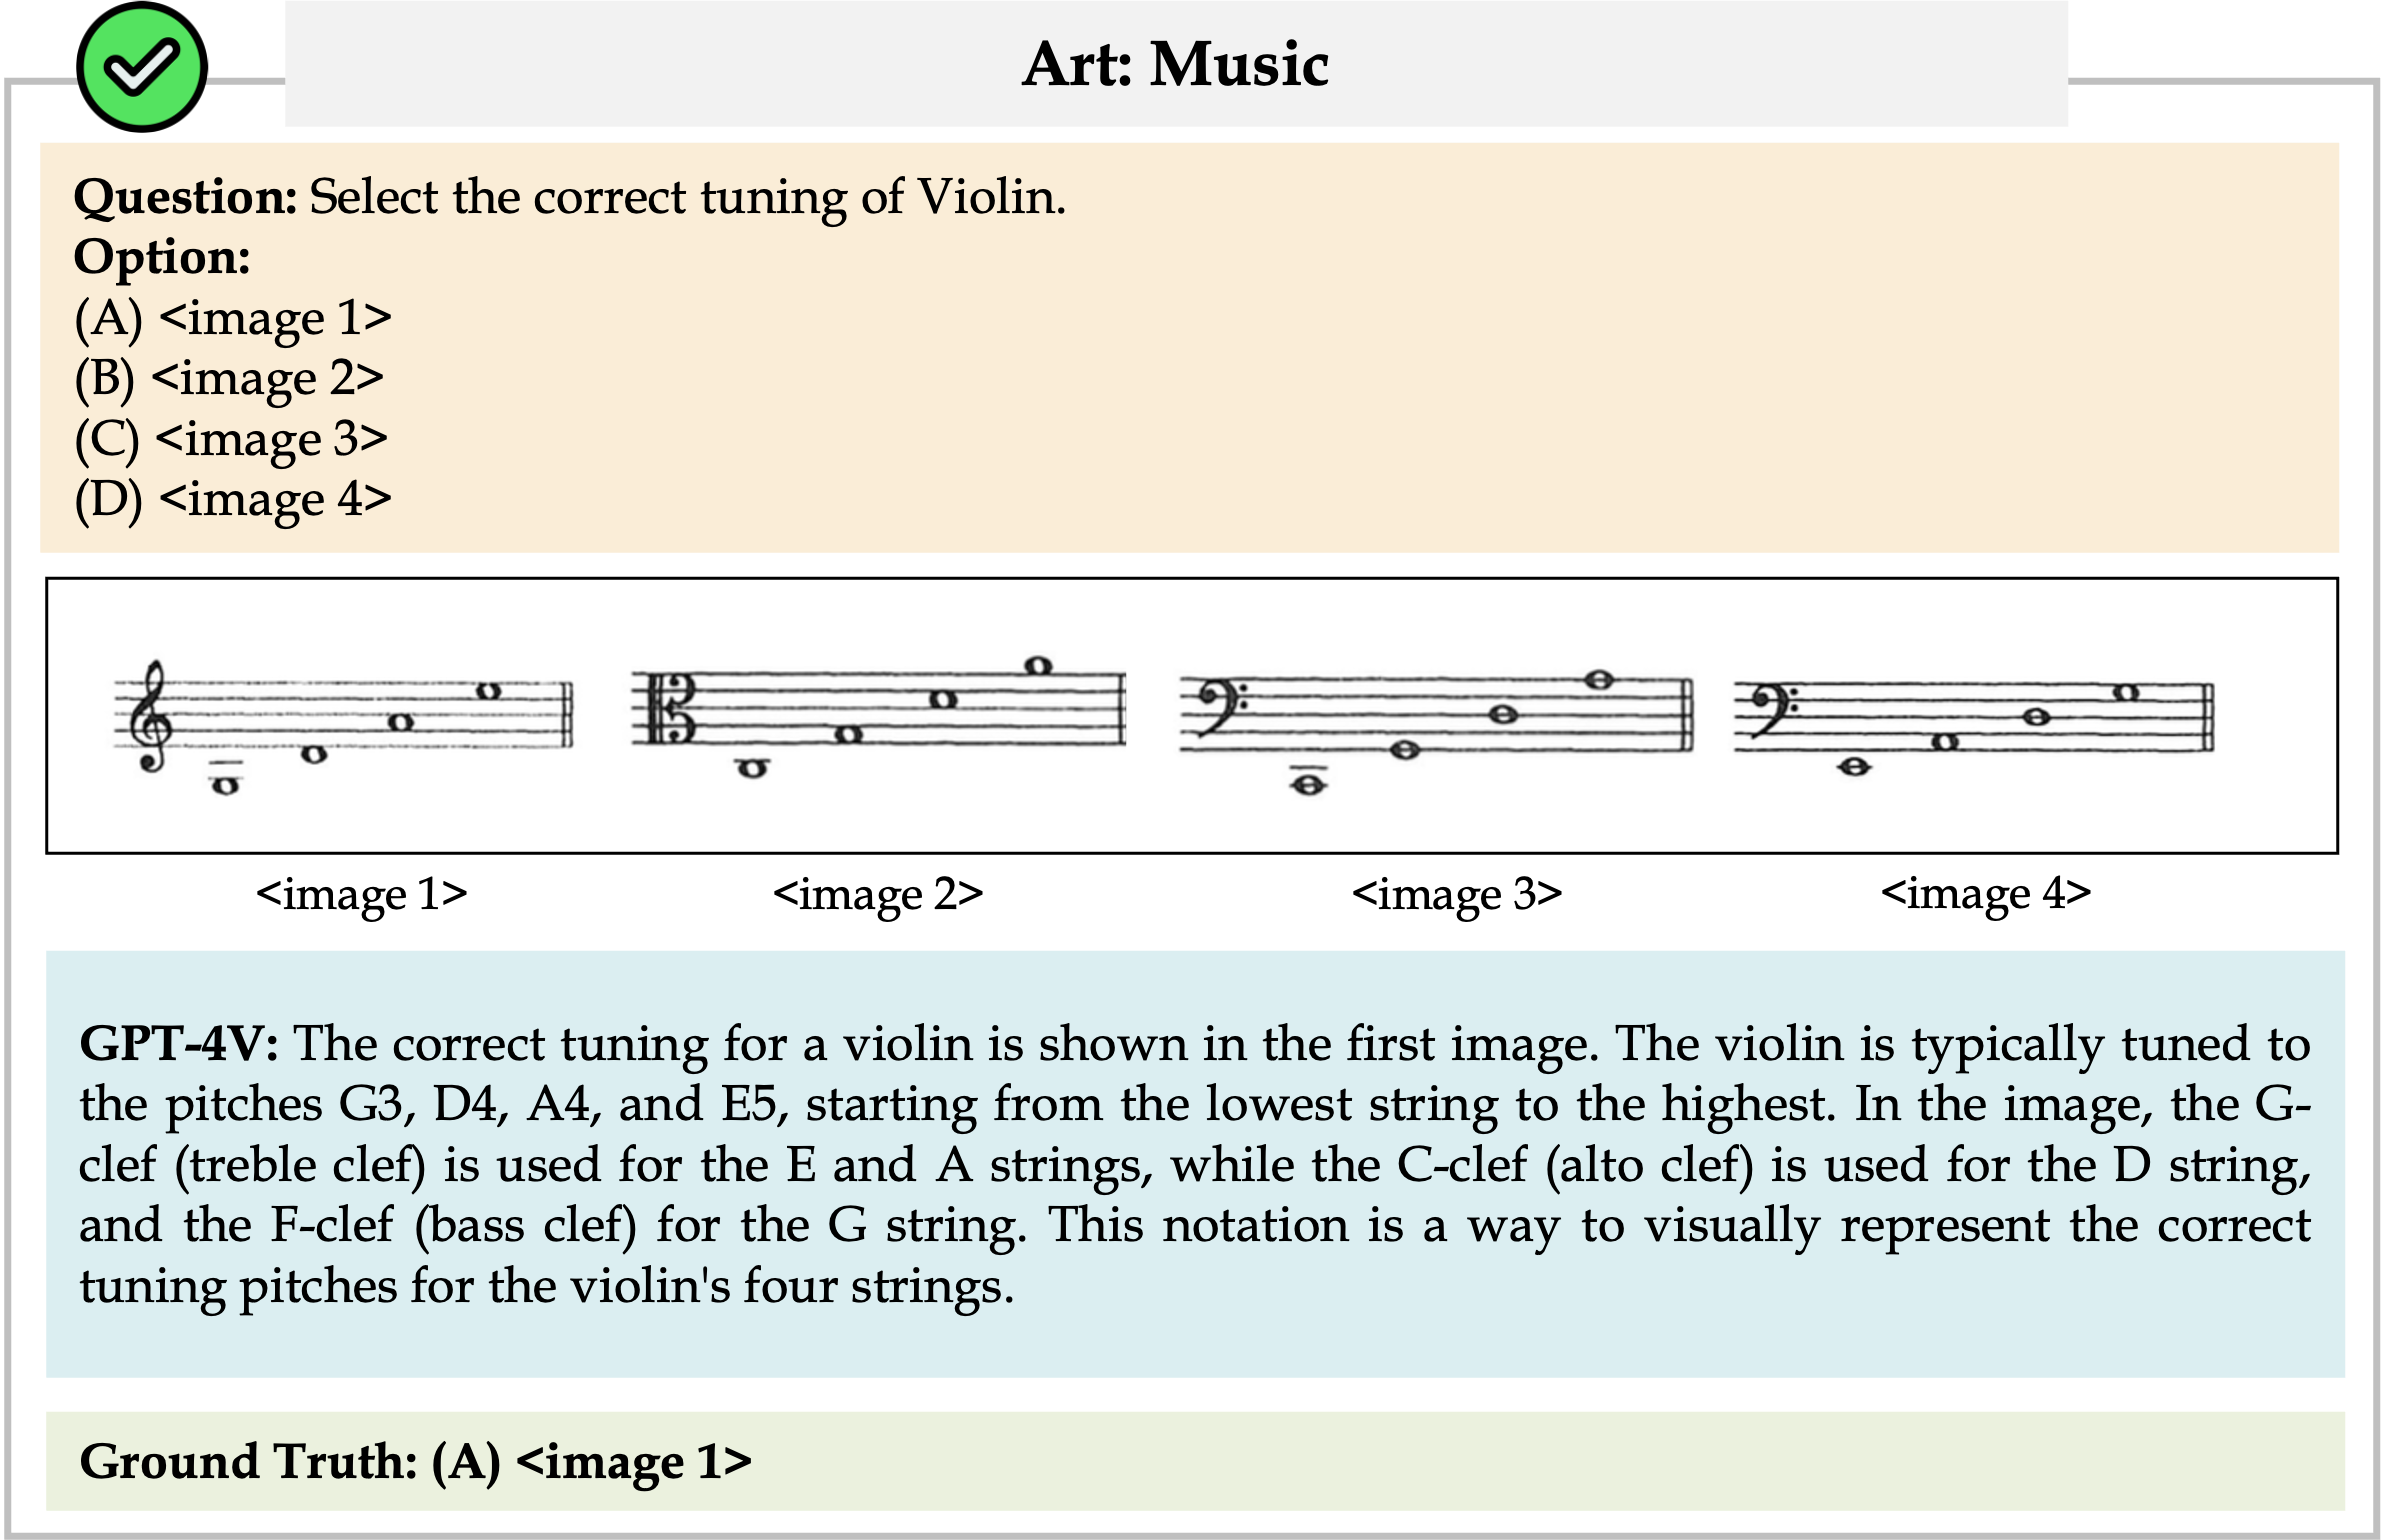 Art: Music
Question: Select the correct tuning of Violin.
Option:
(A) <image 1>
(B) <image 2>
(C) <image 3>
(D) <image 4>
<image 1> <image 2> <image 3> <image 4>
GPT-4V: The correct tuning for a violin is shown in the first image. The violin is typically tuned to
the pitches G3, D4, A4, and E5, starting from the lowest string to the highest. In the image, the G-
clef (treble clef) is used for the E and A strings, while the C-clef (alto clef) is used for the D string,
and the F-clef (bass clef) for the G string. This notation is a way to visually represent the correct
tuning pitches for the violin's four strings.
Ground Truth: (A) <image 1>